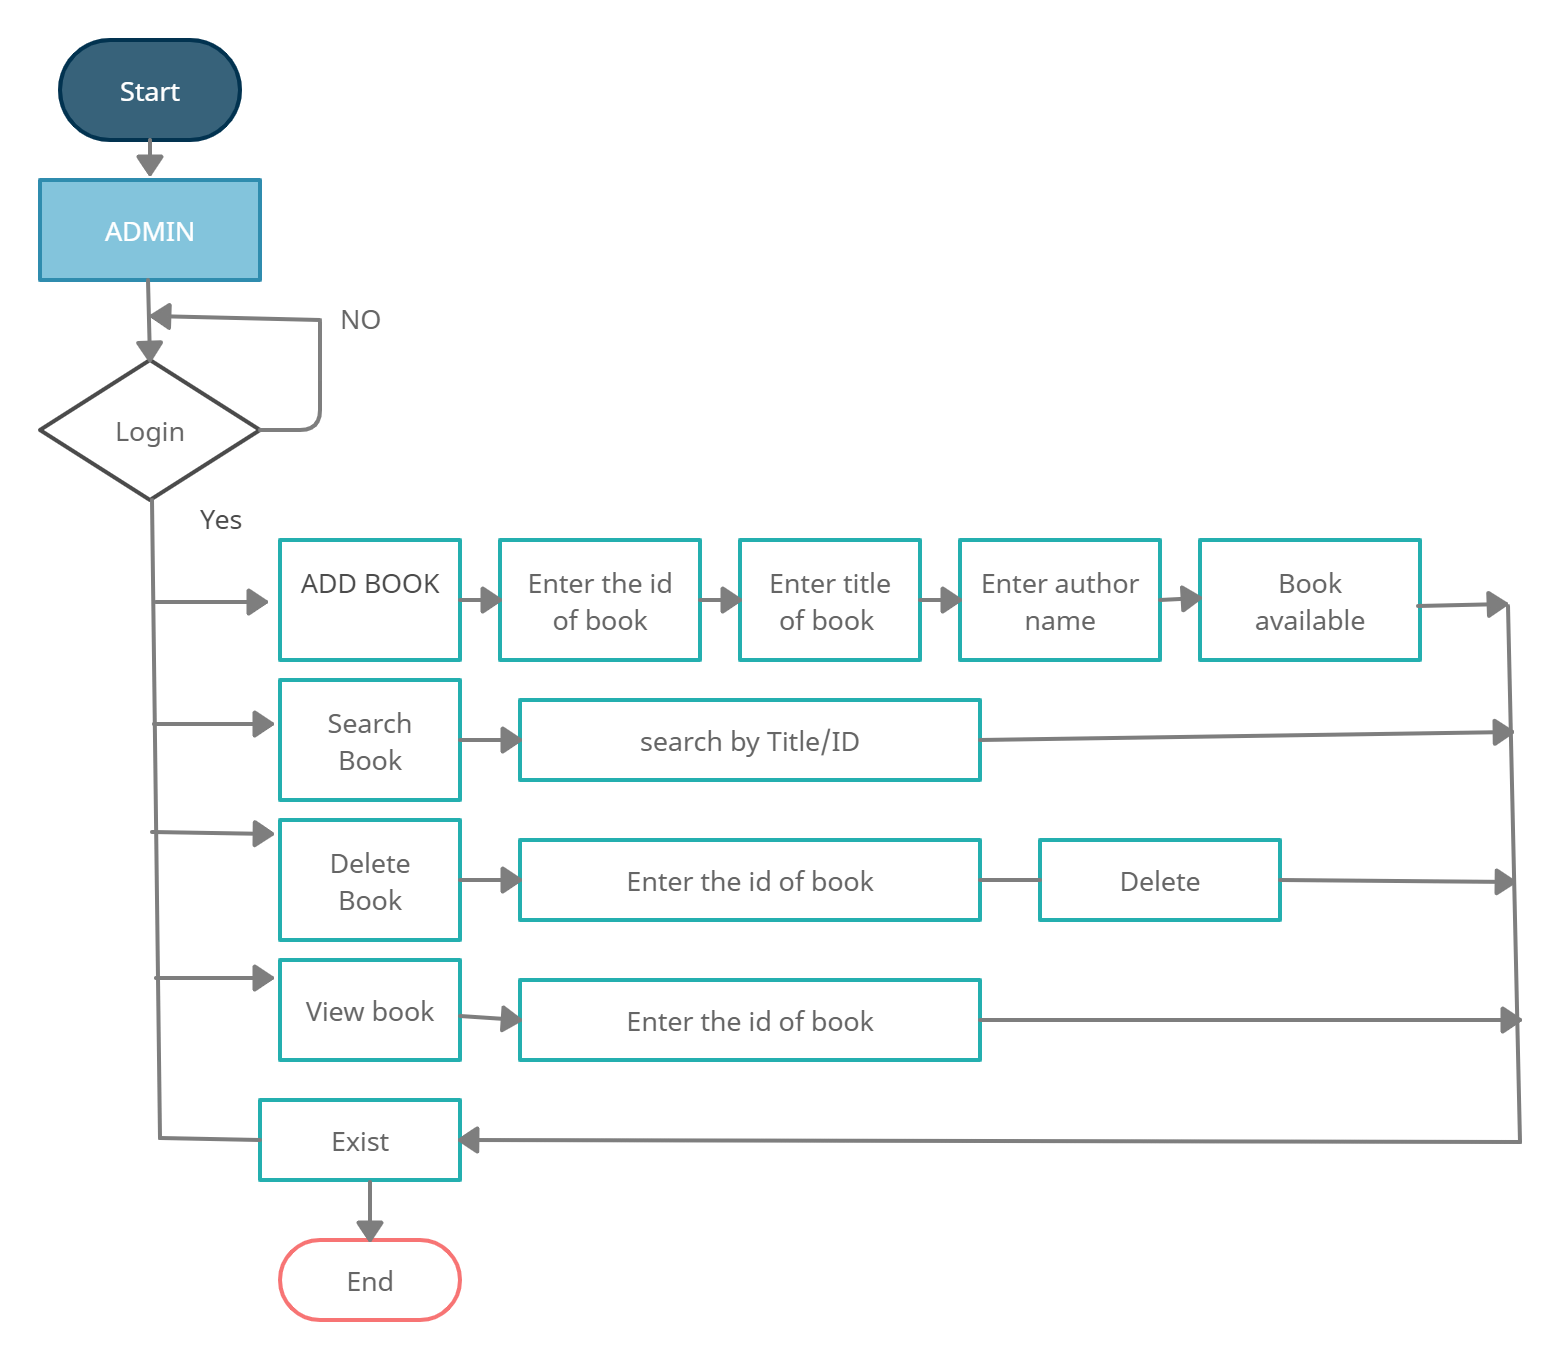 Start
ADMIN
NO
Login
Yes
ADD BOOK
Enter the id
of book
Enter title
of book
Enter author
name
Book
available
Search
Book
search by Title/ID
Delete
Book
Enter the id of book
Delete
View book
Enter the id of book
Exist
End